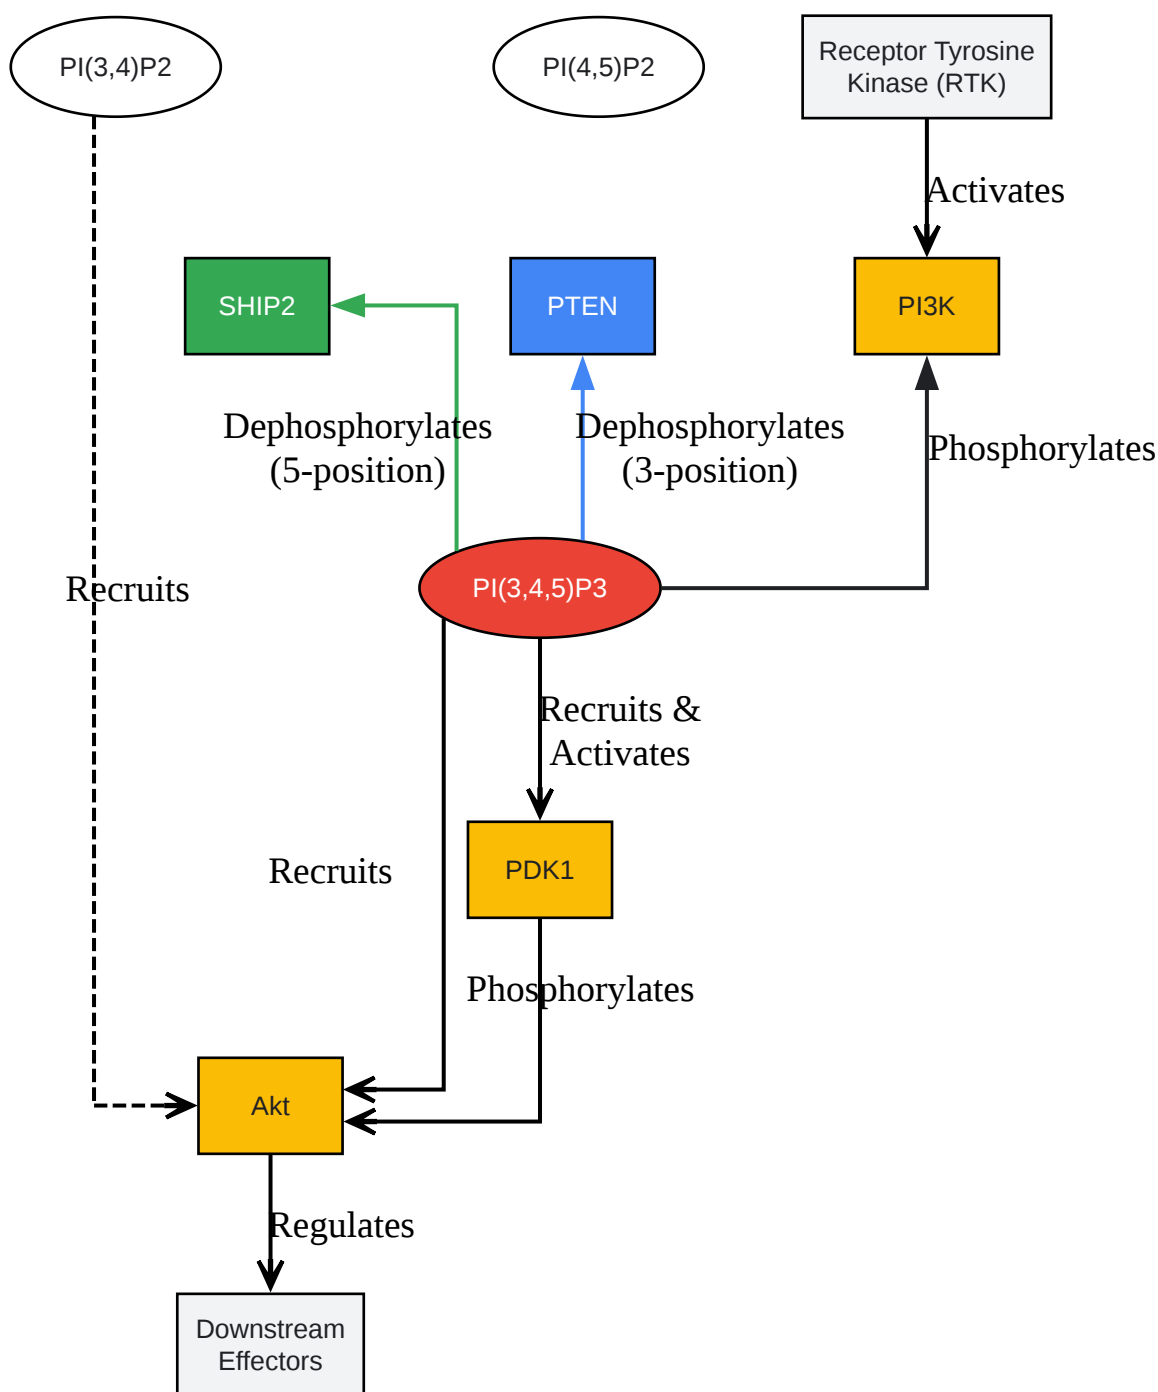 PI(3,4)P2
PI(4,5)P2
Receptor Tyrosine
Kinase (RTK)
Activates
SHIP2
PTEN
PI3K
Dephosphorylates
(5-position)
Dephosphorylates
(3-position)
Phosphorylates
Recruits
PI(3,4,5)P3
Recruits &
Activates
Recruits
PDK1
Phosphorylates
Akt
Regulates
Downstream
Effectors